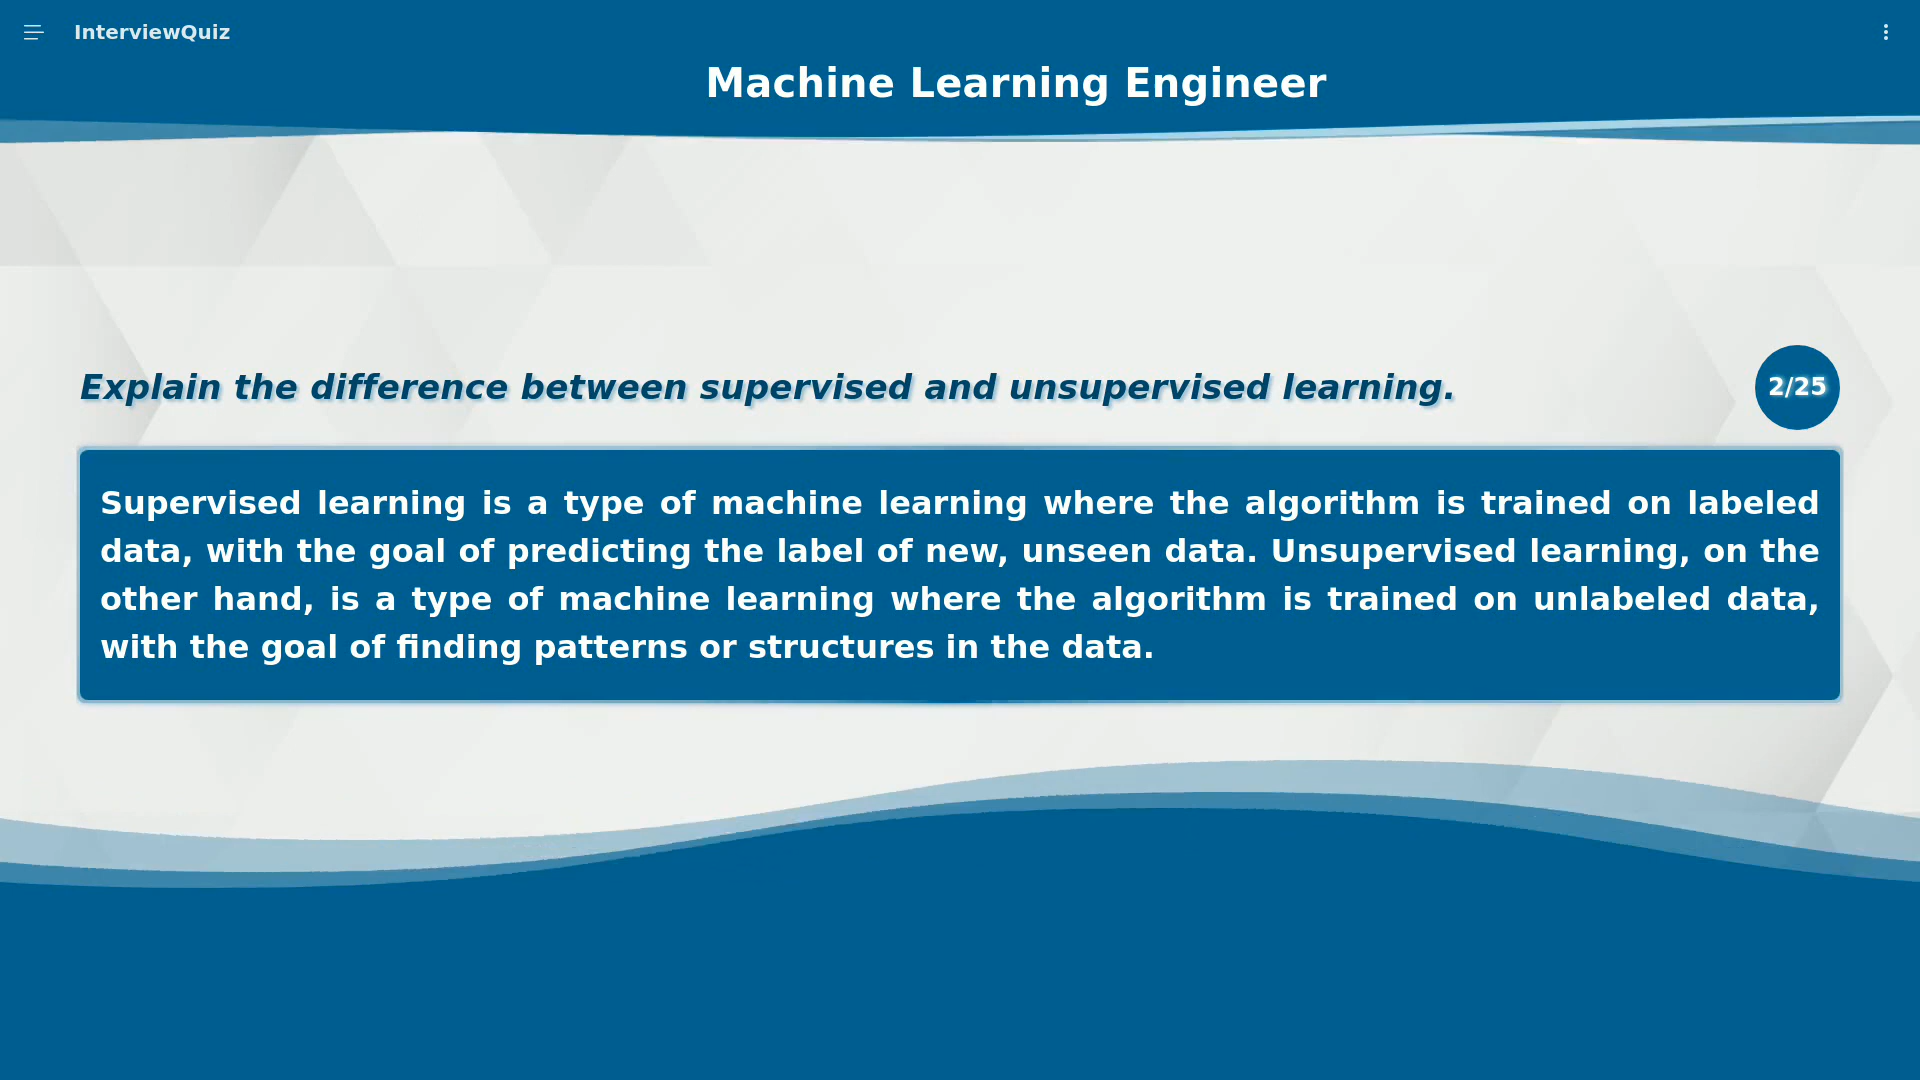 InterviewQuiz
Machine Learning Engineer
Explain the difference between supervised and unsupervised learning.
2/25
Supervised learning is a type of machine learning where the algorithm is trained on labeled
data, with the goal of predicting the label of new, unseen data. Unsupervised learning, on the
other hand, is a type of machine learning where the algorithm is trained on unlabeled data,
with the goal of finding patterns or structures in the data.